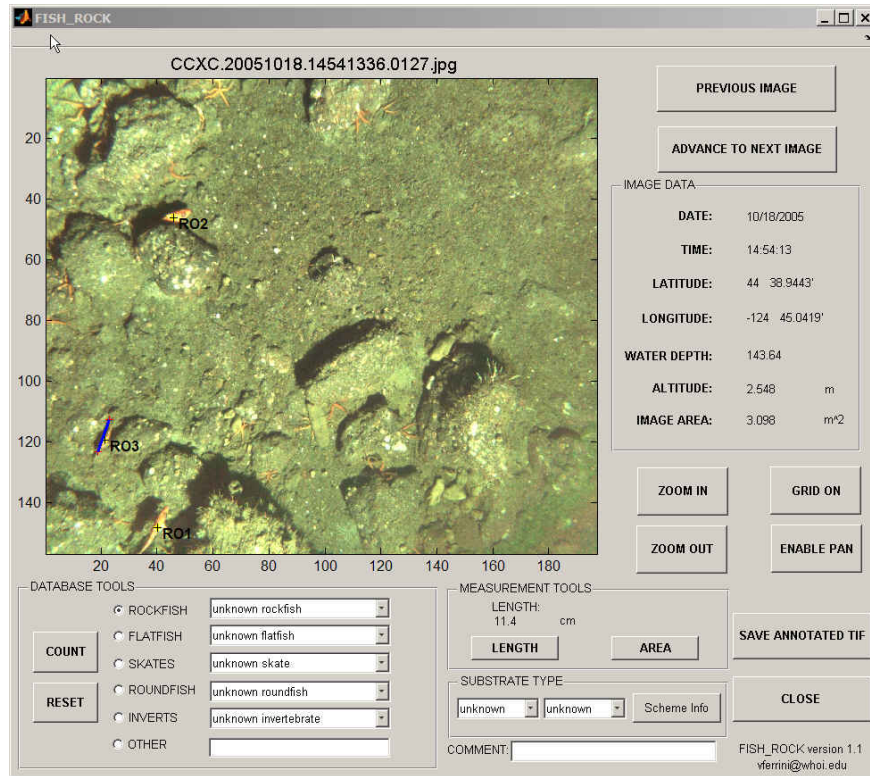 FISH_ROCK
CCXC.20051018.14541336.0127.jpg
PREVIOUS IMAGE
ADVANCE TO NEXT IMAGE
20
40
60
80
100
120
140
20 40 60 80 100 120 140 160 180
RO2
RO3
RO1
IMAGE DATA
DATE: 10/18/2005
TIME: 14:54:13
LATITUDE: 44 38.9443'
LONGITUDE: -124 45.0419'
WATER DEPTH: 143.64
ALTITUDE: 2.548 m
IMAGE AREA: 3.098 m^2
ZOOM IN
GRID ON
ZOOM OUT
ENABLE PAN
DATABASE TOOLS
COUNT
RESET
ROCKFISH unknown rockfish
FLATFISH unknown flatfish
SKATES unknown skate
ROUNDFISH unknown roundfish
INVERTS unknown invertebrate
OTHER
MEASUREMENT TOOLS
LENGTH:
11.4 cm
LENGTH
AREA
SUBSTRATE TYPE
unknown unknown Scheme Info
COMMENT:
SAVE ANNOTATED TIF
CLOSE
FISH_ROCK version 1.1
vferrini@whoi.edu